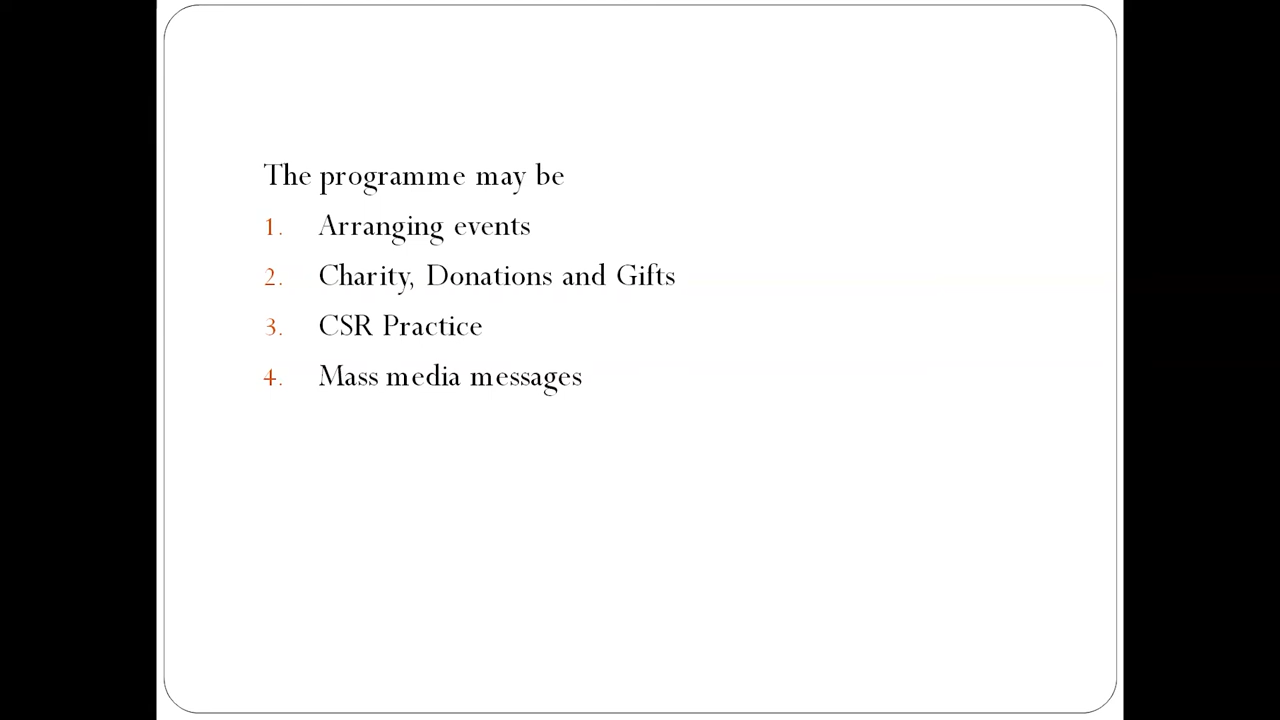 The programme may be
1. Arranging events
2. Charity, Donations and Gifts
3. CSR Practice
4. Mass media messages